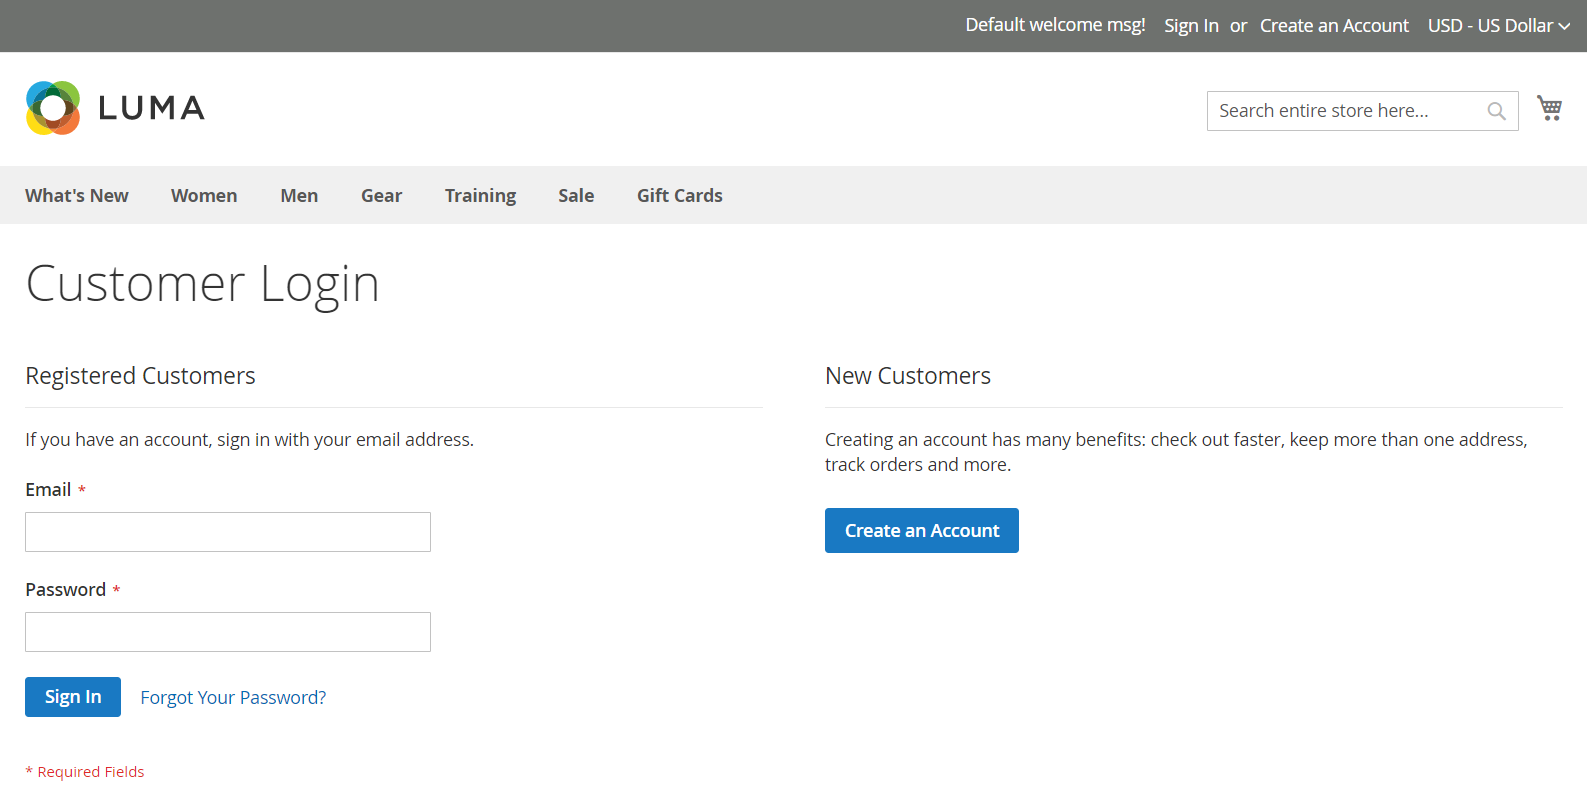 Default welcome msg! Sign In or Create an Account USD - US Dollar
LUMA
Search entire store here...
What's New Women Men Gear Training Sale Gift Cards
Customer Login
Registered Customers
If you have an account, sign in with your email address.
Email *
Password *
Sign In Forgot Your Password?
* Required Fields
New Customers
Creating an account has many benefits: check out faster, keep more than one address,
track orders and more.
Create an Account